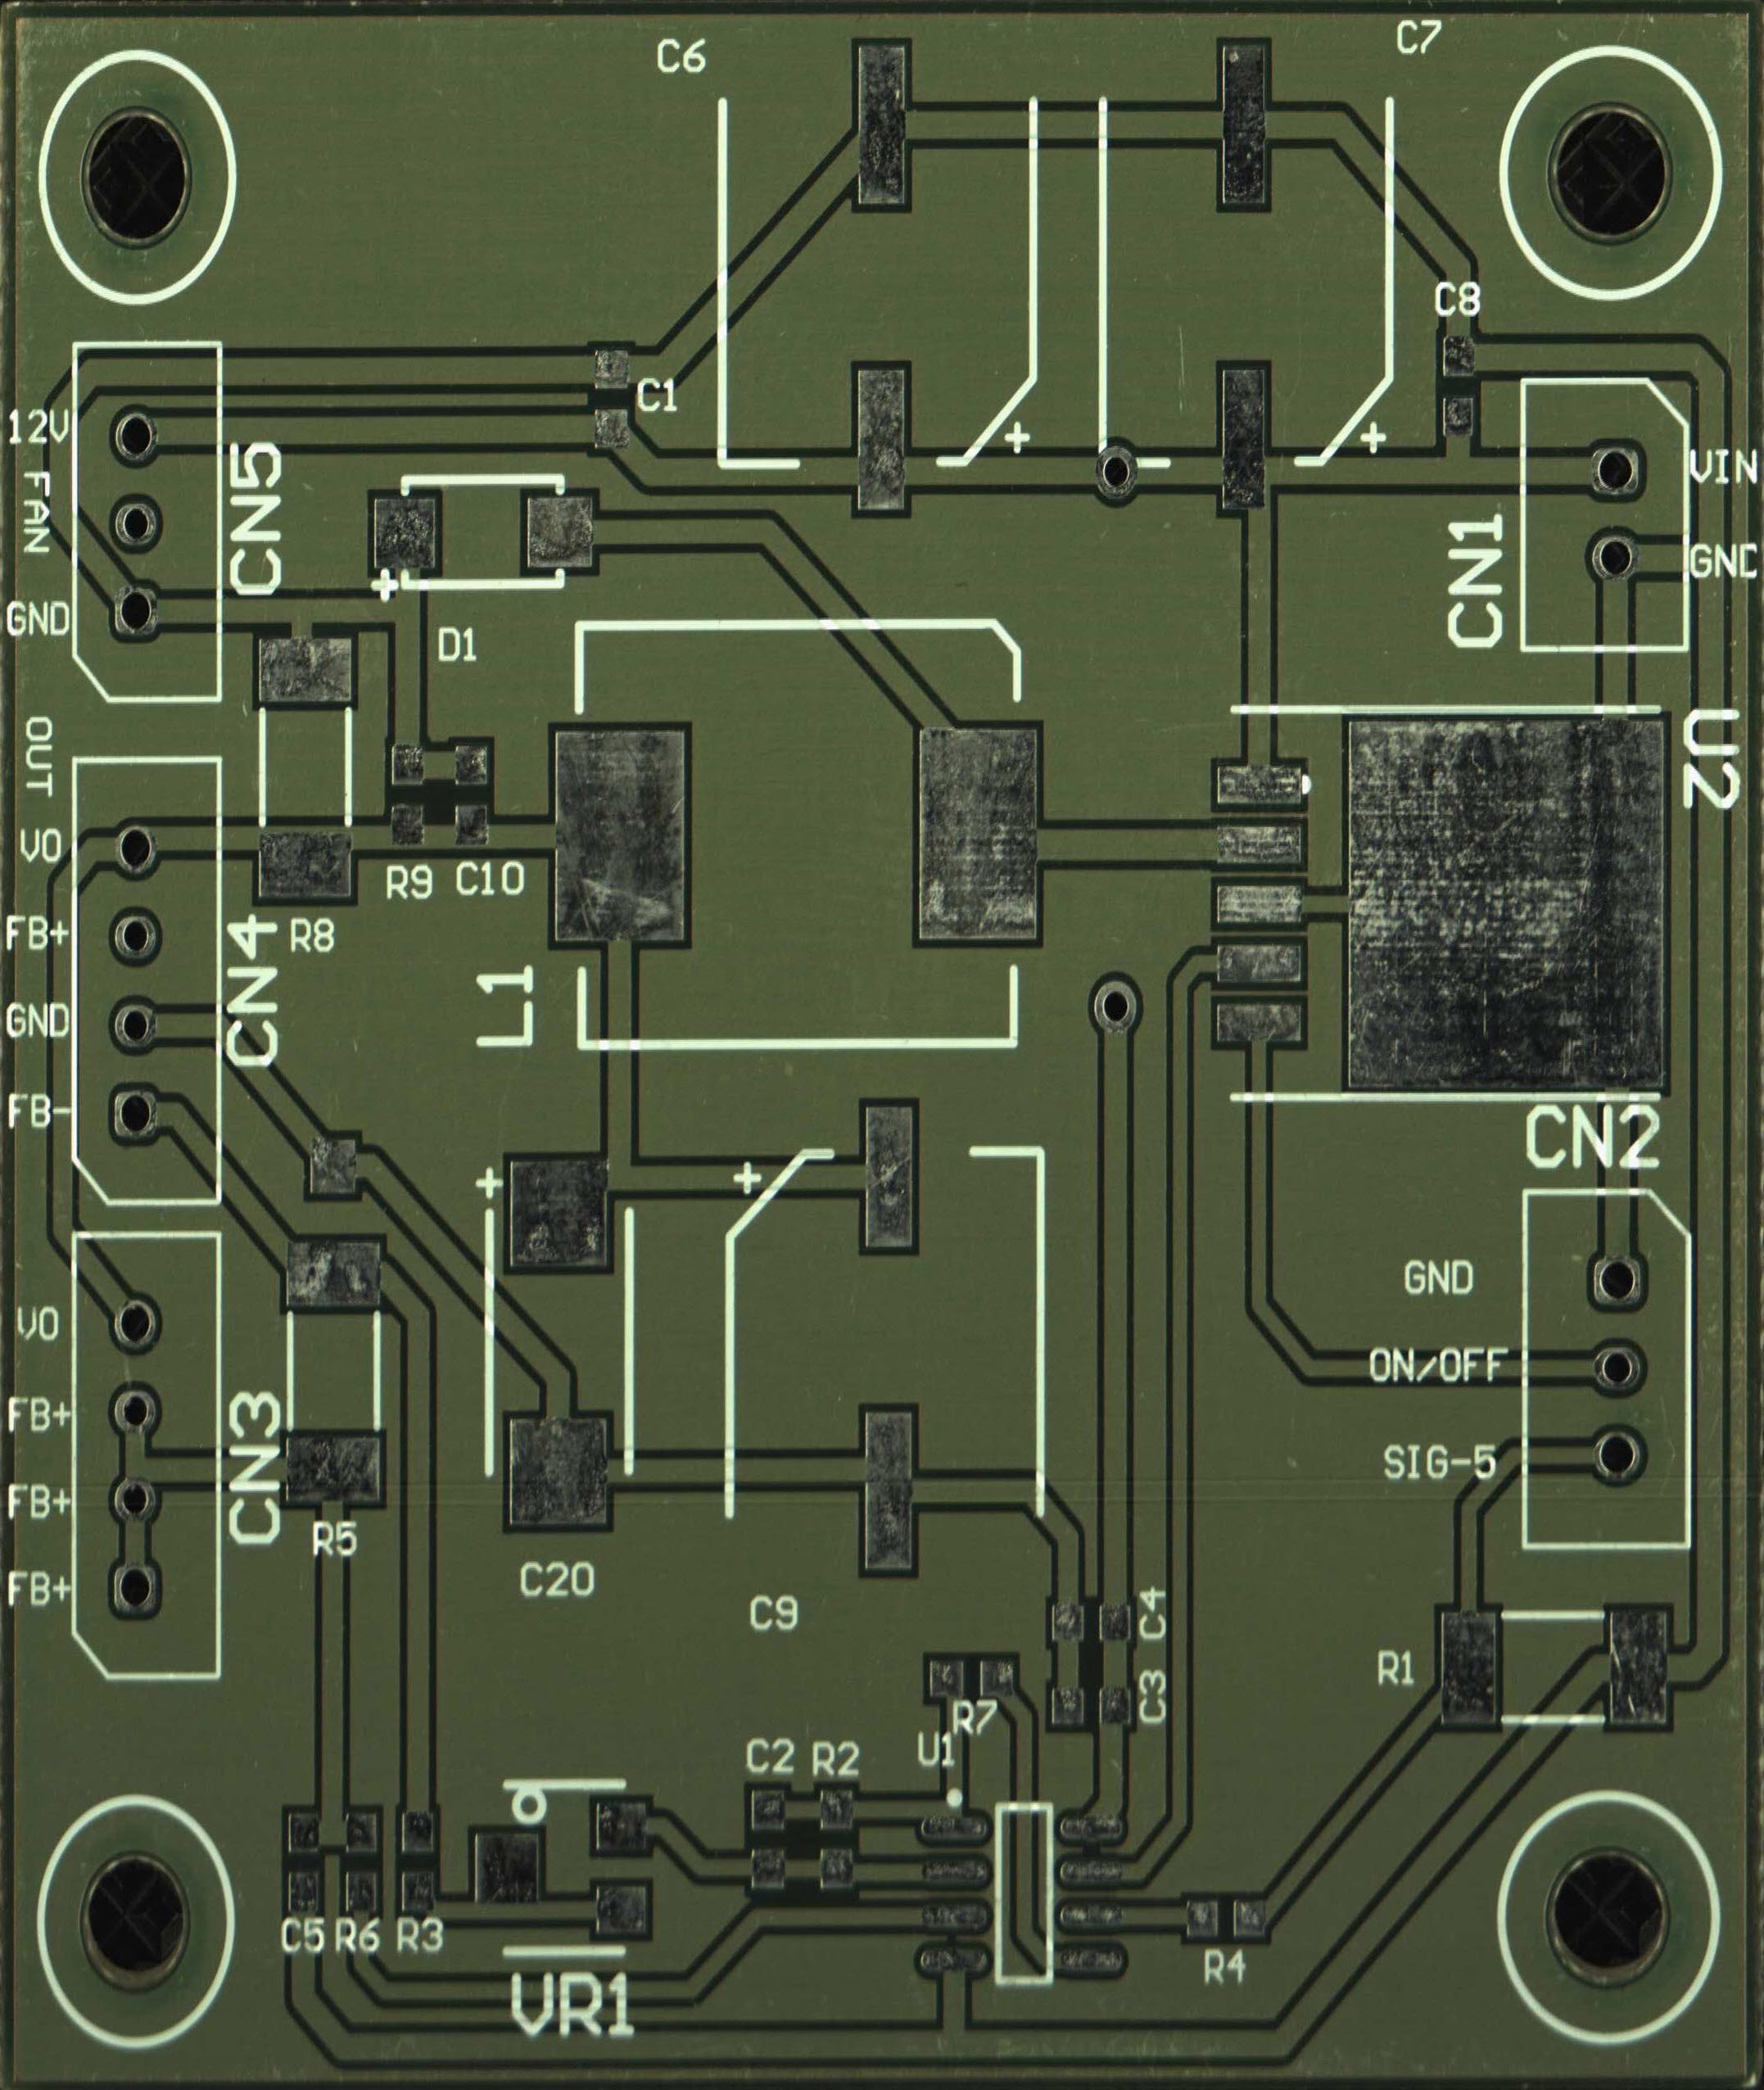 C6
C7
C8
C1
12V
FAN
GND
CN5
VIN
GND
CN1
D1
U2
OUT
VO
FB+
GND
FB-
CN4
R9
C10
R8
L1
+
+
+
+
+
CN2
GND
ON/OFF
SIG-5
VO
FB+
FB+
FB+
CN3
R5
C20
C9
C4
C3
R1
R7
U1
C2
R2
C5
R6
R3
R4
VR1